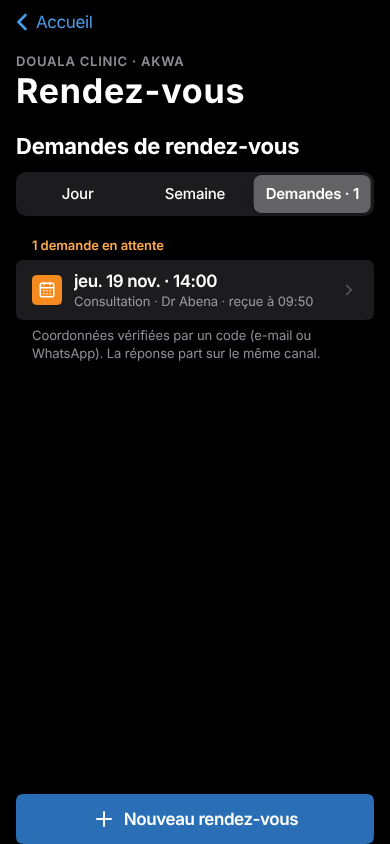 Accueil
DOUALA CLINIC · AKWA
Rendez-vous
Demandes de rendez-vous
Jour
Semaine
Demandes · 1
1 demande en attente
jeu. 19 nov. · 14:00
Consultation · Dr Abena · reçue à 09:50
Coordonnées vérifiées par un code (e-mail ou
WhatsApp). La réponse part sur le même canal.
Nouveau rendez-vous